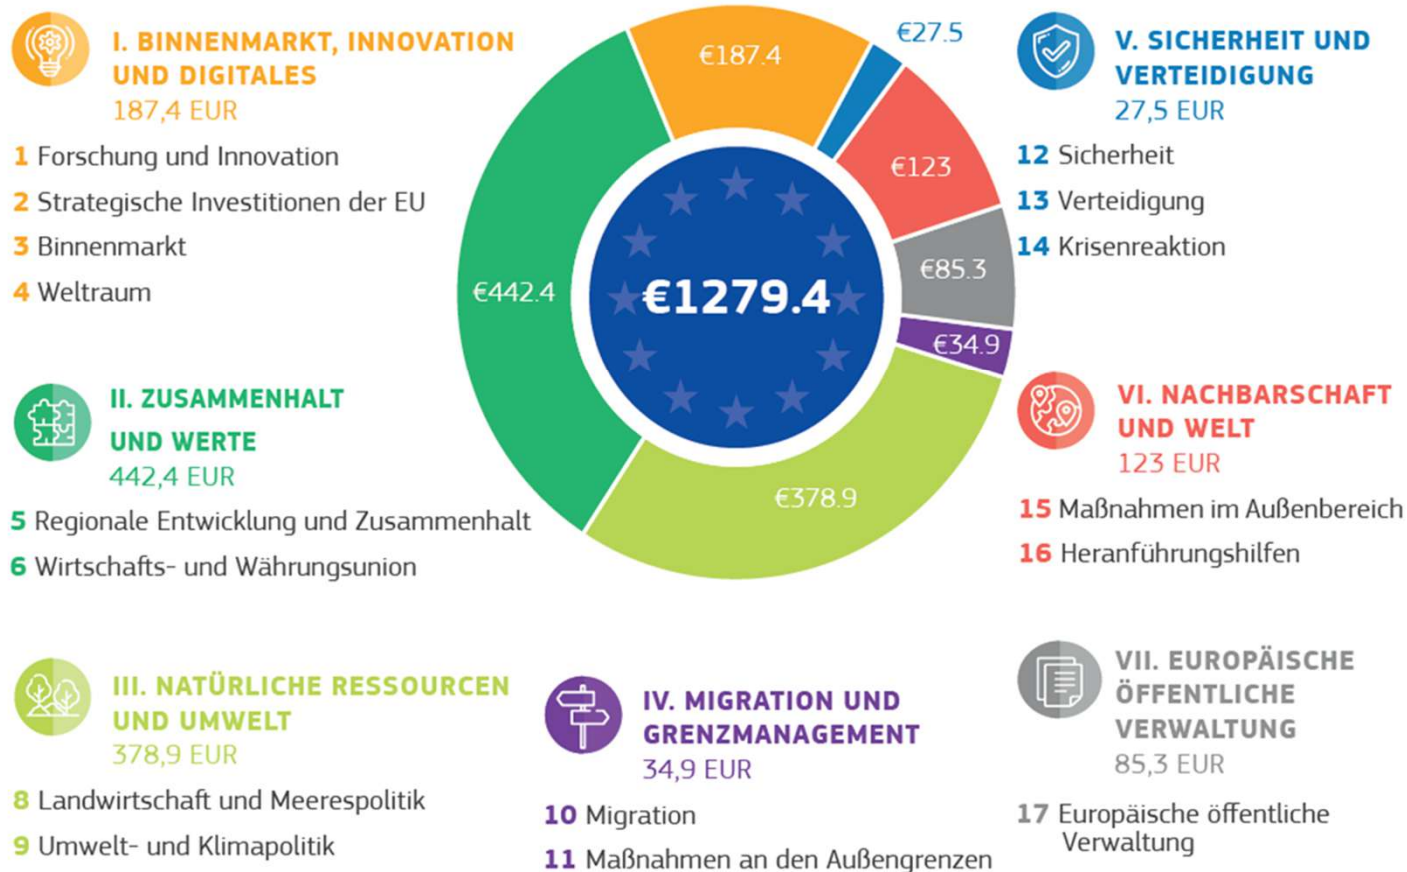 I. BINNENMARKT, INNOVATION
UND DIGITALES
187,4 EUR
1 Forschung und Innovation
2 Strategische Investitionen der EU
3 Binnenmarkt
4 Weltraum
II. ZUSAMMENHALT
UND WERTE
442,4 EUR
5 Regionale Entwicklung und Zusammenhalt
6 Wirtschafts- und Währungsunion
III. NATÜRLICHE RESSOURCEN
UND UMWELT
378,9 EUR
8 Landwirtschaft und Meerespolitik
9 Umwelt- und Klimapolitik
€187.4
€27.5
€123
€85.3
€34.9
€378.9
€442.4
€1279.4
IV. MIGRATION UND
GRENZMANAGEMENT
34,9 EUR
10 Migration
11 Maßnahmen an den Außengrenzen
V. SICHERHEIT UND
VERTEIDIGUNG
27,5 EUR
12 Sicherheit
13 Verteidigung
14 Krisenreaktion
VI. NACHBARSCHAFT
UND WELT
123 EUR
15 Maßnahmen im Außenbereich
16 Heranführungshilfen
VII. EUROPÄISCHE
ÖFFENTLICHE
VERWALTUNG
85,3 EUR
17 Europäische öffentliche
Verwaltung